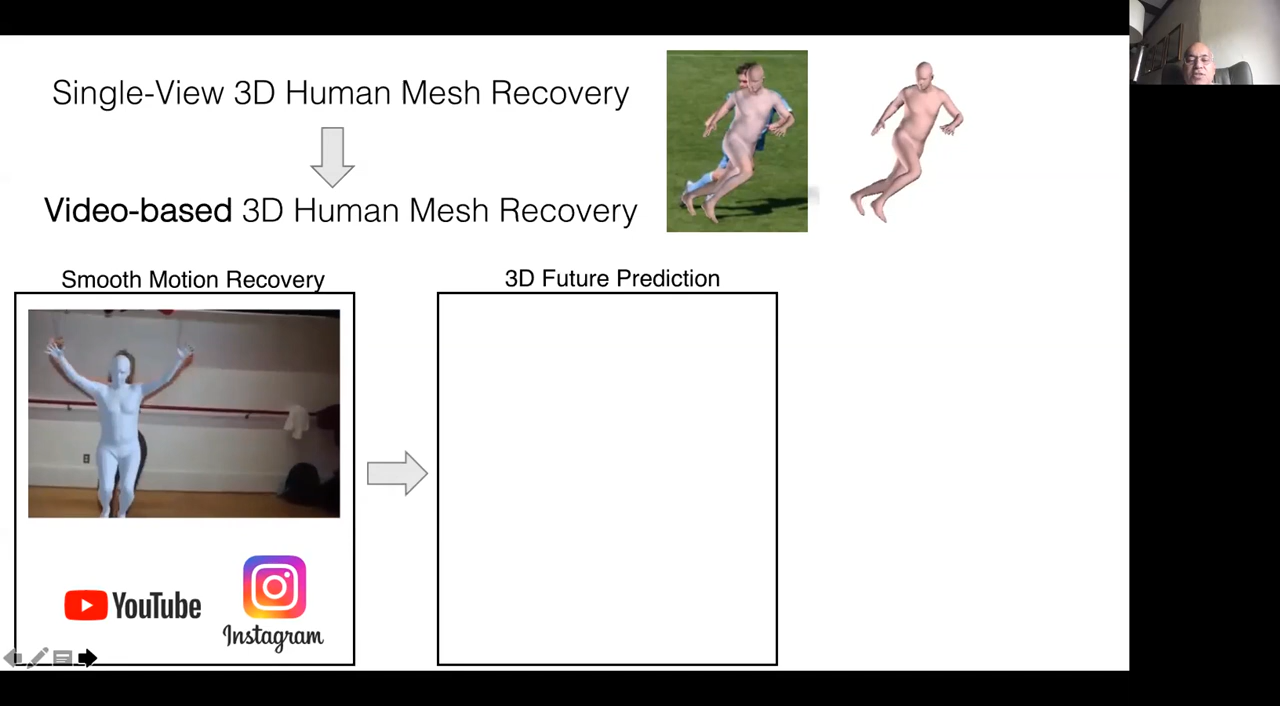 Single-View 3D Human Mesh Recovery
Video-based 3D Human Mesh Recovery
Smooth Motion Recovery
3D Future Prediction
YouTube
Instagram